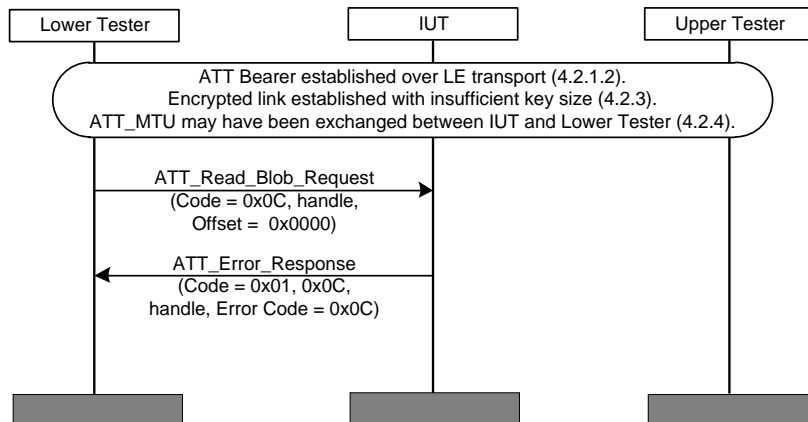 Lower Tester
IUT
Upper Tester
ATT Bearer established over LE transport (4.2.1.2).
Encrypted link established with insufficient key size (4.2.3).
ATT_MTU may have been exchanged between IUT and Lower Tester (4.2.4).
ATT_Read_Blob_Request
(Code = 0x0C, handle,
Offset = 0x0000)
ATT_Error_Response
(Code = 0x01, 0x0C,
handle, Error Code = 0x0C)